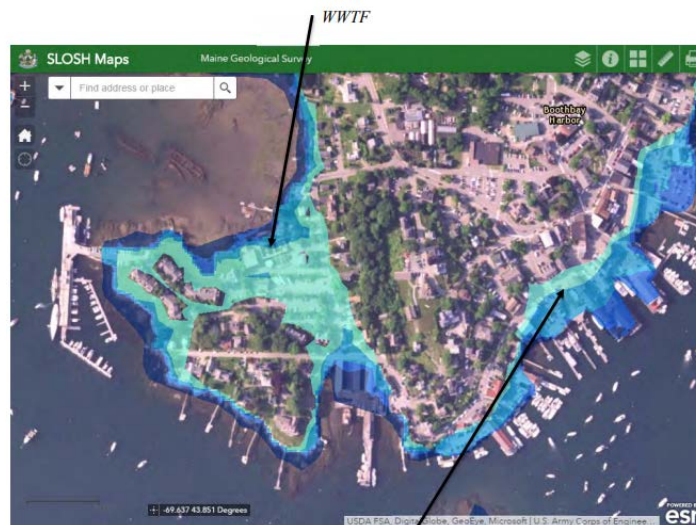 WWTF
SLOSH Maps
Maine Geological Survey
Find address or place
Boothbay
Harbor
-69.637 43.851 Degrees
USDA FSA, DigitalGlobe, GeoEye, Microsoft | U.S. Army Corps of Enginee...
POWERED BY
esri